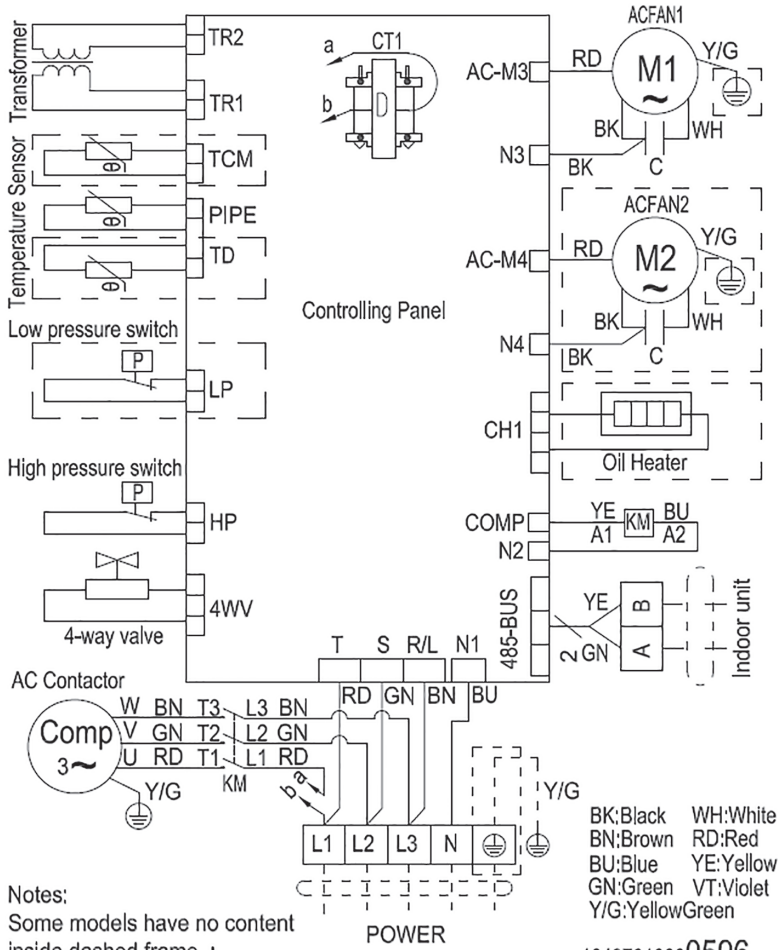 Transformer
TR2
TR1
CT1
a
b
ACFAN1
AC-M3
RD
M1
~
Y/G
BK
WH
N3
BK
C
Temperature Sensor
TCM
θ
PIPE
θ
TD
θ
ACFAN2
AC-M4
RD
M2
~
Y/G
BK
WH
N4
BK
C
Controlling Panel
Low pressure switch
P
LP
CH1
Oil Heater
High pressure switch
P
HP
COMP
YE
KM
BU
N2
A1
A2
4WV
4-way valve
485-BUS
YE
B
2
GN
A
Indoor unit
T
S
R/L
N1
RD
GN
BN
BU
AC Contactor
W
BN
T3
L3
BN
Comp
V
GN
T2
L2
GN
3~
U
RD
T1
L1
RD
KM
a
b
Y/G
Y/G
L1
L2
L3
N
POWER
BK:Black WH:White
BN:Brown RD:Red
BU:Blue YE:Yellow
GN:Green VT:Violet
Y/G:YellowGreen
Notes:
Some models have no content
inside dashed frame